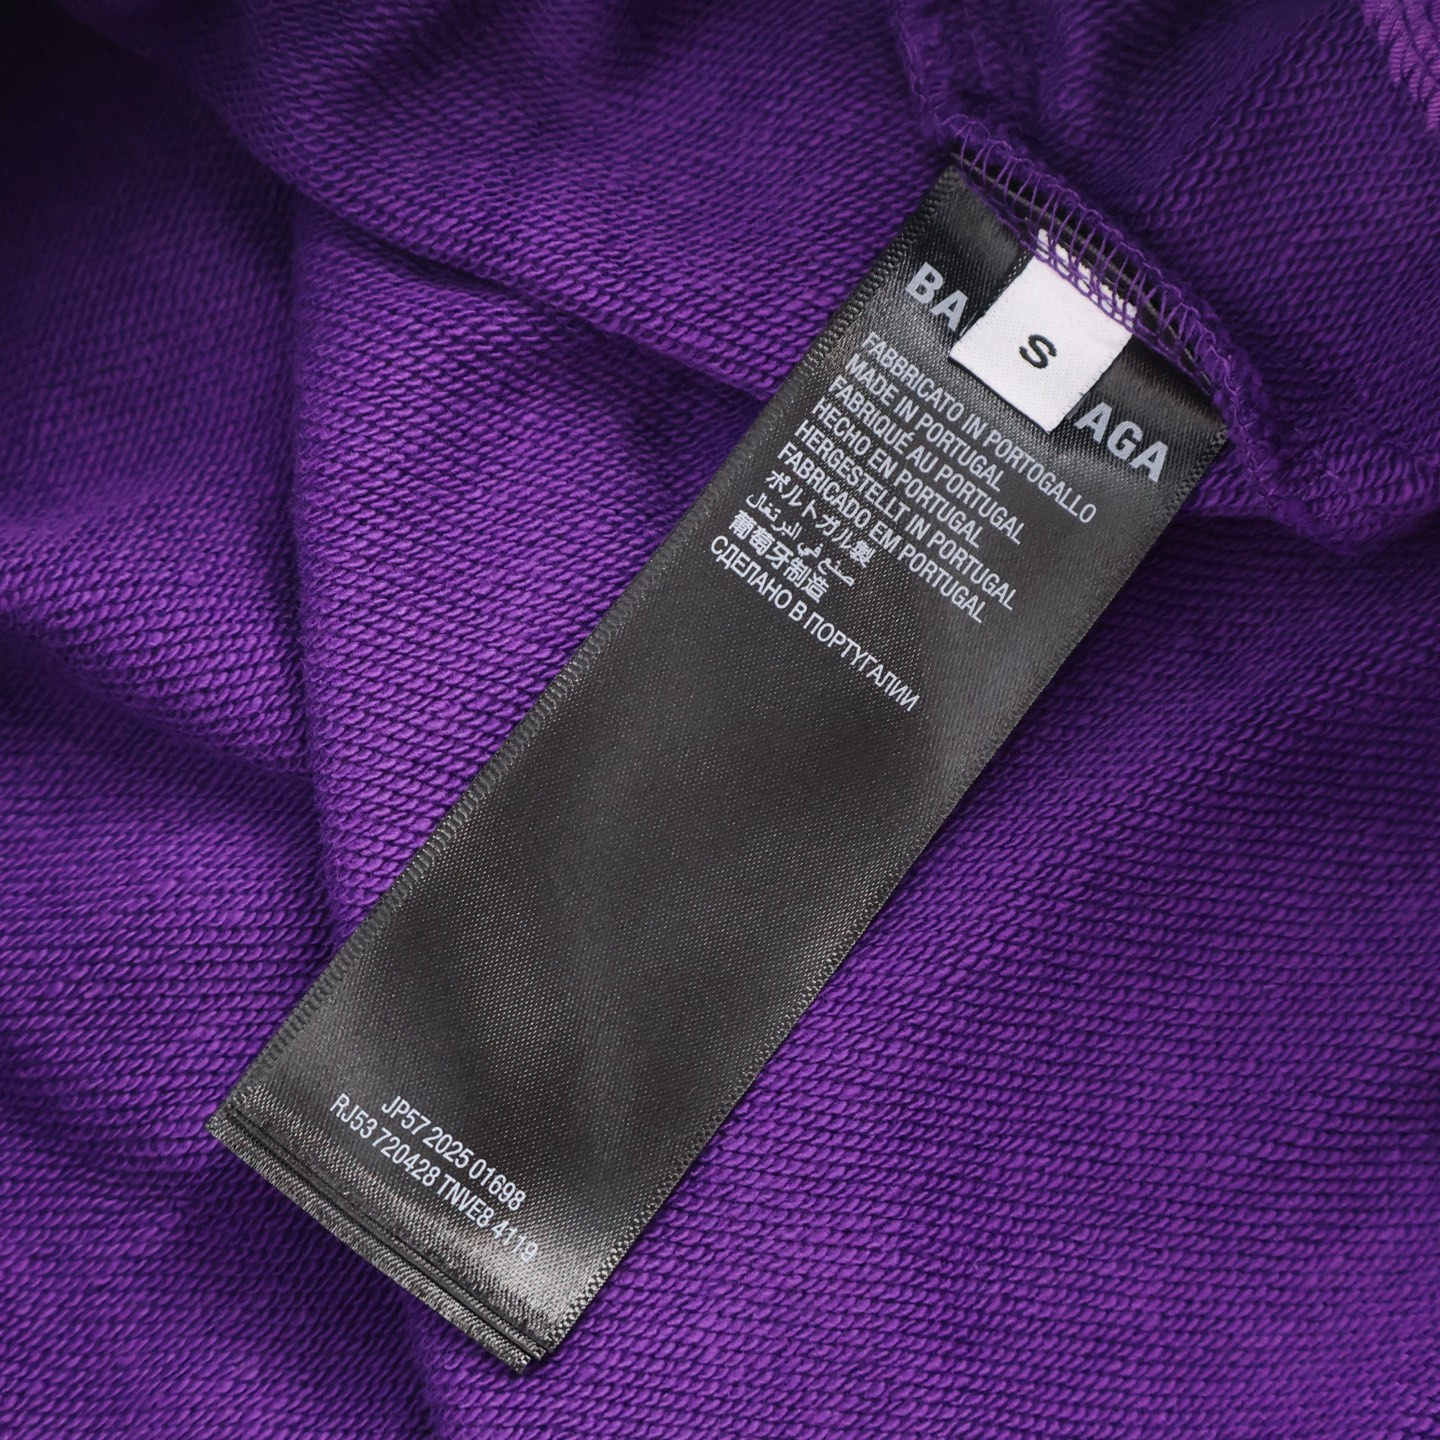 BA AGA
S
FABBRICATO IN PORTOGALLO
MADE IN PORTUGAL
FABRIQUÉ AU PORTUGAL
HECHO EN PORTUGAL
HERGESTELLT IN PORTUGAL
FABRICADO EM PORTUGAL
ポルトガル製
صنع في البرتغال
葡萄牙制造
СДЕЛАНО В ПОРТУГАЛИИ
JP57 2025 01698
RJ53 720428 TNVE8 4119